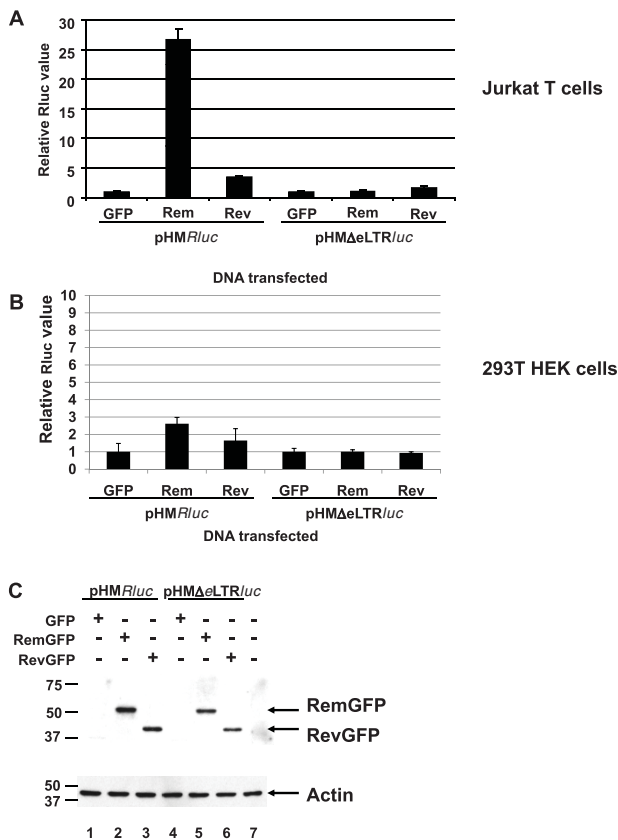 A
Relative Rluc value
30
25
20
15
10
5
0
GFP Rem Rev GFP Rem Rev
pHMRluc pHMΔeLTRluc
DNA transfected
Jurkat T cells
B
Relative Rluc value
10
9
8
7
6
5
4
3
2
1
0
GFP Rem Rev GFP Rem Rev
pHMRluc pHMΔeLTRluc
DNA transfected
293T HEK cells
C
pHMRluc pHMΔeLTRluc
GFP + - - + - - -
RemGFP - + - - + - -
RevGFP - - + - - + -
75
50
37
RemGFP
RevGFP
50
37
Actin
1 2 3 4 5 6 7